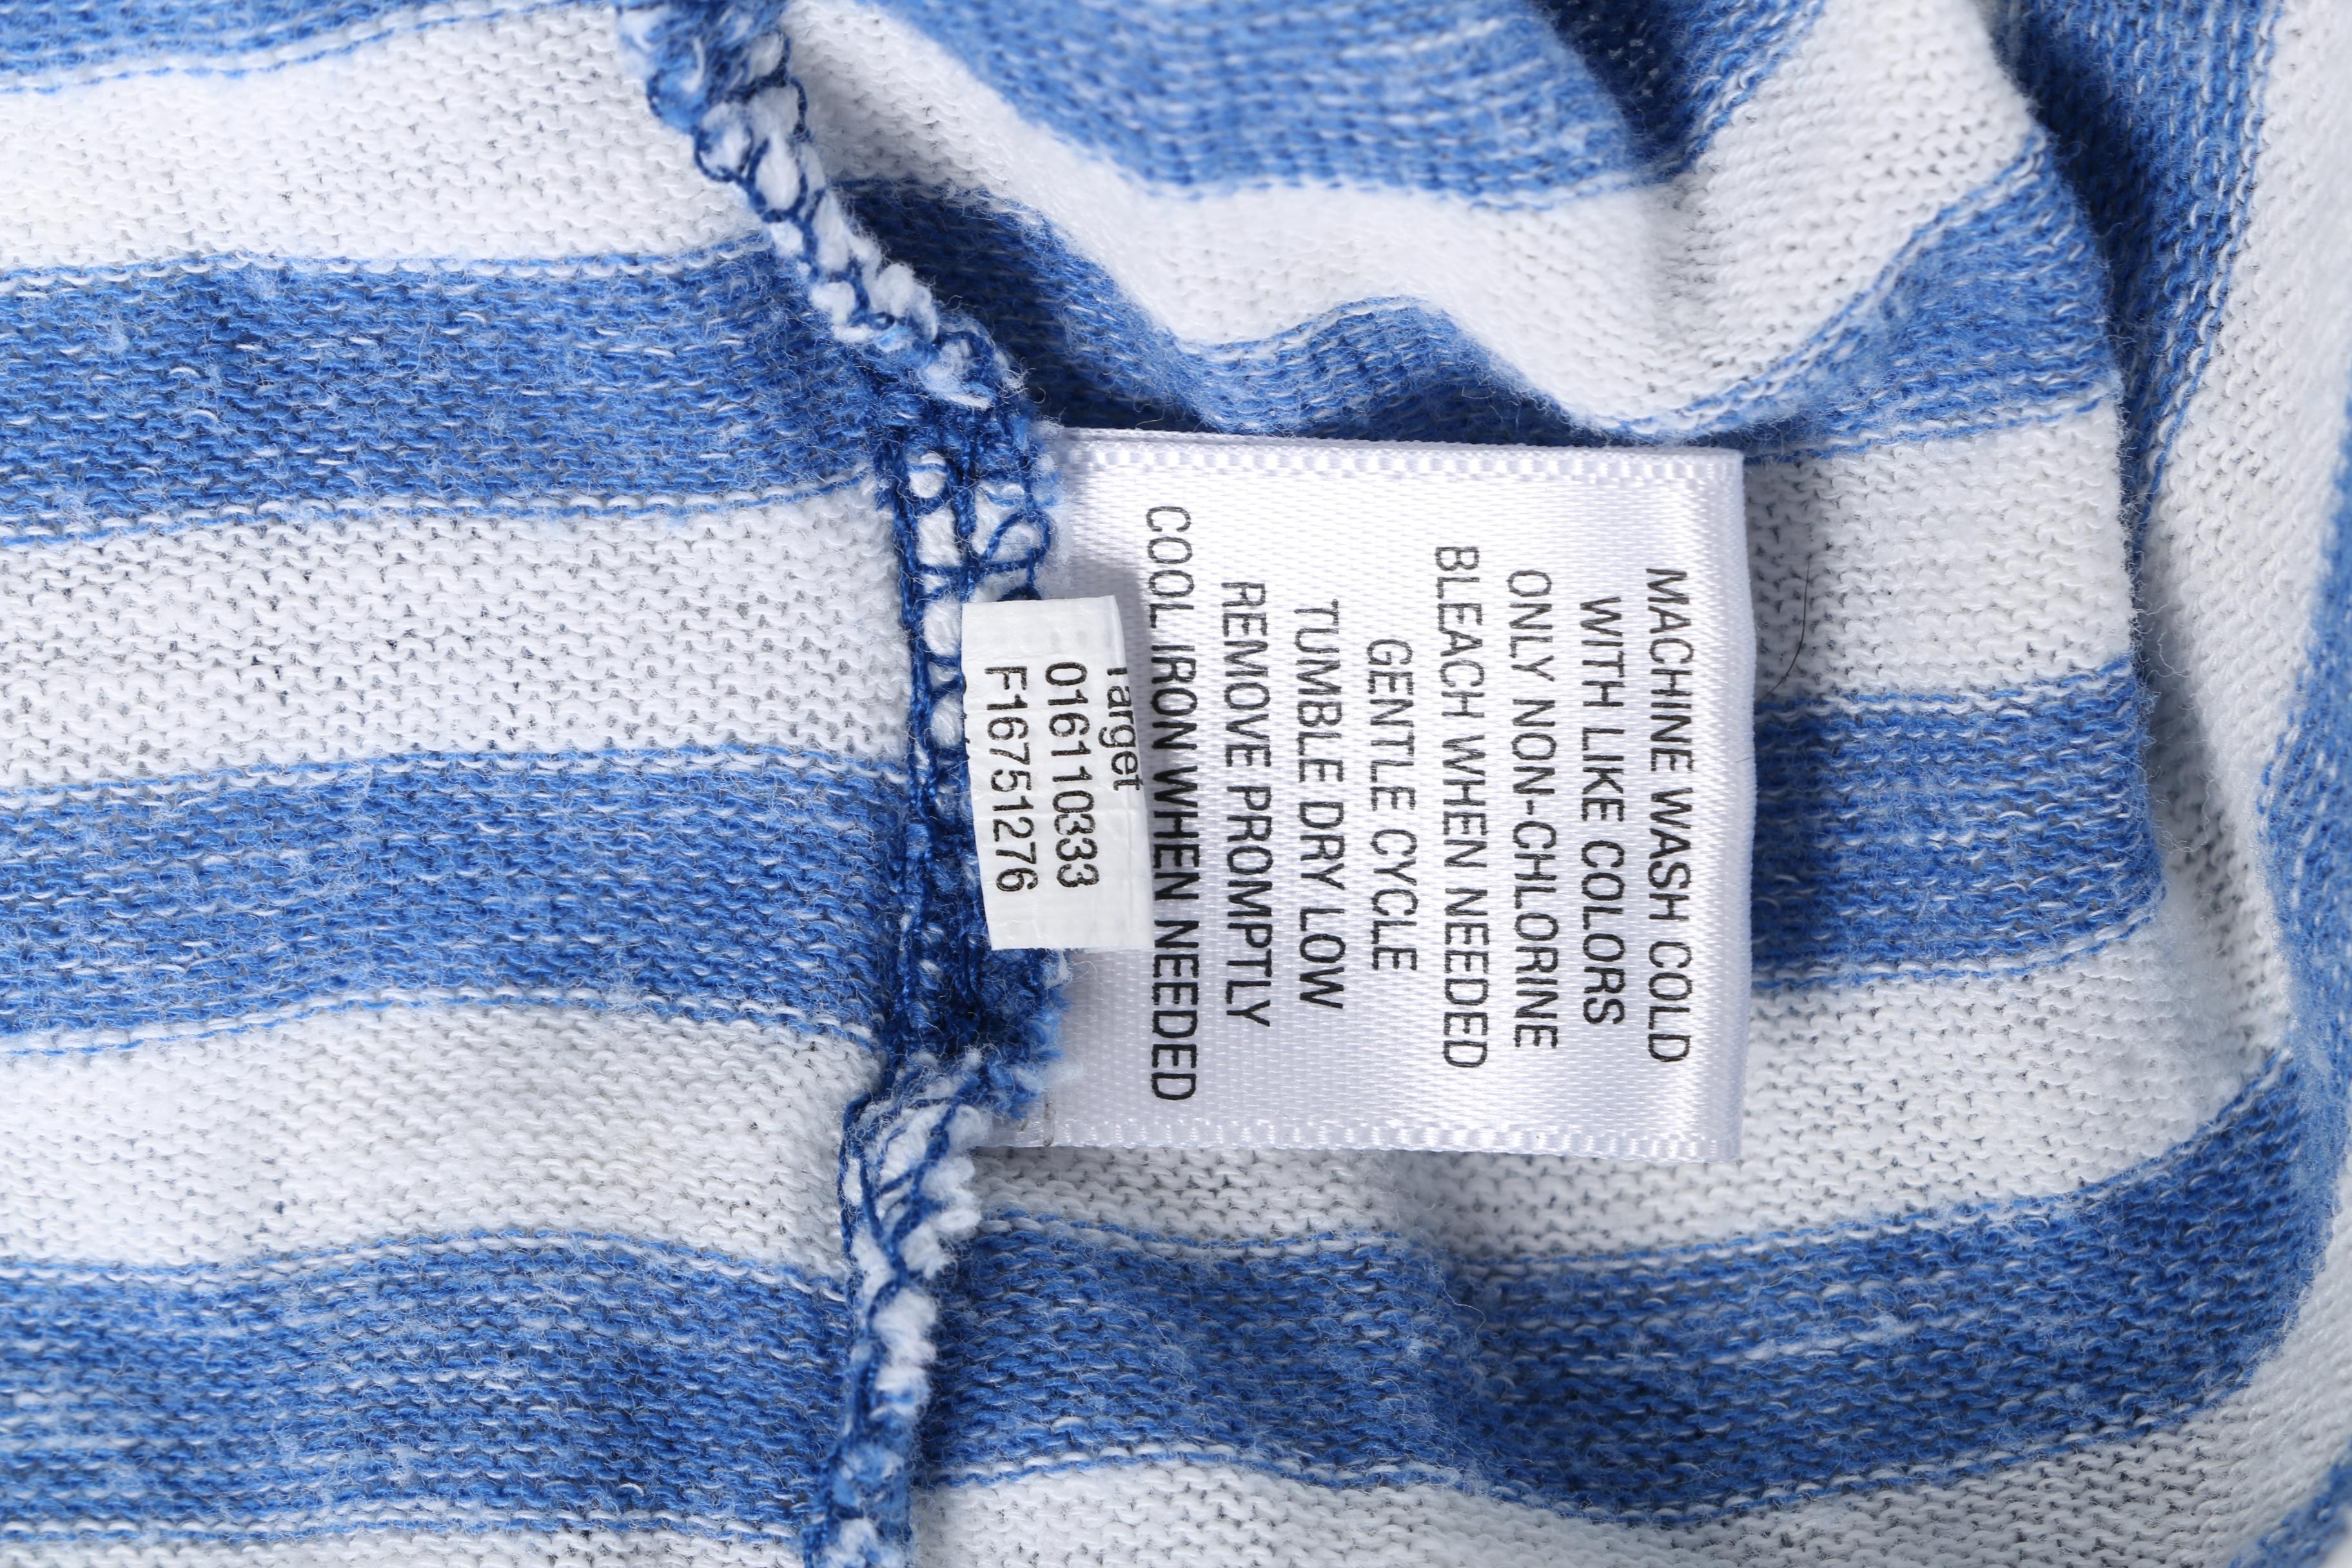 MACHINE WASH COLD
WITH LIKE COLORS
ONLY NON-CHLORINE
BLEACH WHEN NEEDED
GENTLE CYCLE
TUMBLE DRY LOW
REMOVE PROMPTLY
COOL IRON WHEN NEEDED
Target
016110333
F16751276